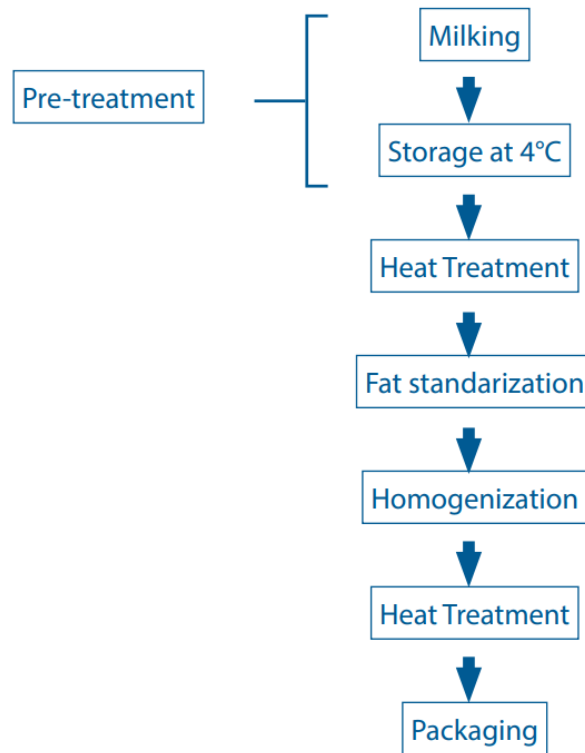 Milking
Pre-treatment
Storage at 4°C
Heat Treatment
Fat standarization
Homogenization
Heat Treatment
Packaging